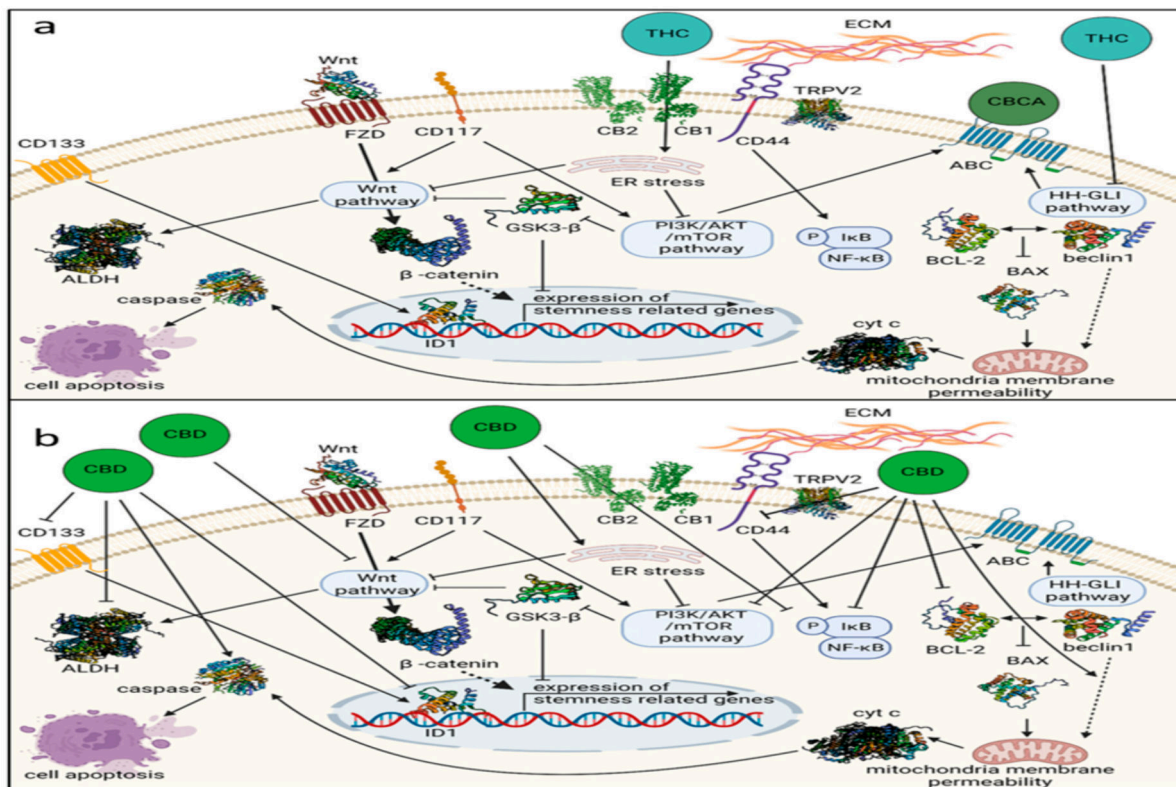 a
THC
ECM
THC
Wnt
TRPV2
CBCA
CD133
FZD
CD117
CB2
CB1
CD44
ABC
Wnt
pathway
ER stress
HH-GLI
pathway
GSK3-β
PI3K/AKT
/mTOR
pathway
P
IκB
NF-κB
BCL-2
beclin1
ALDH
β -catenin
BAX
caspase
expression of
stemness related genes
ID1
cyt c
cell apoptosis
mitochondria membrane
permeability
b
CBD
CBD
CBD
ECM
CBD
Wnt
TRPV2
CD133
FZD
CD117
CB2
CB1
CD44
ABC
Wnt
pathway
ER stress
HH-GLI
pathway
GSK3-β
PI3K/AKT
/mTOR
pathway
P
IκB
NF-κB
BCL-2
beclin1
ALDH
β -catenin
BAX
caspase
expression of
stemness related genes
ID1
cyt c
cell apoptosis
mitochondria membrane
permeability